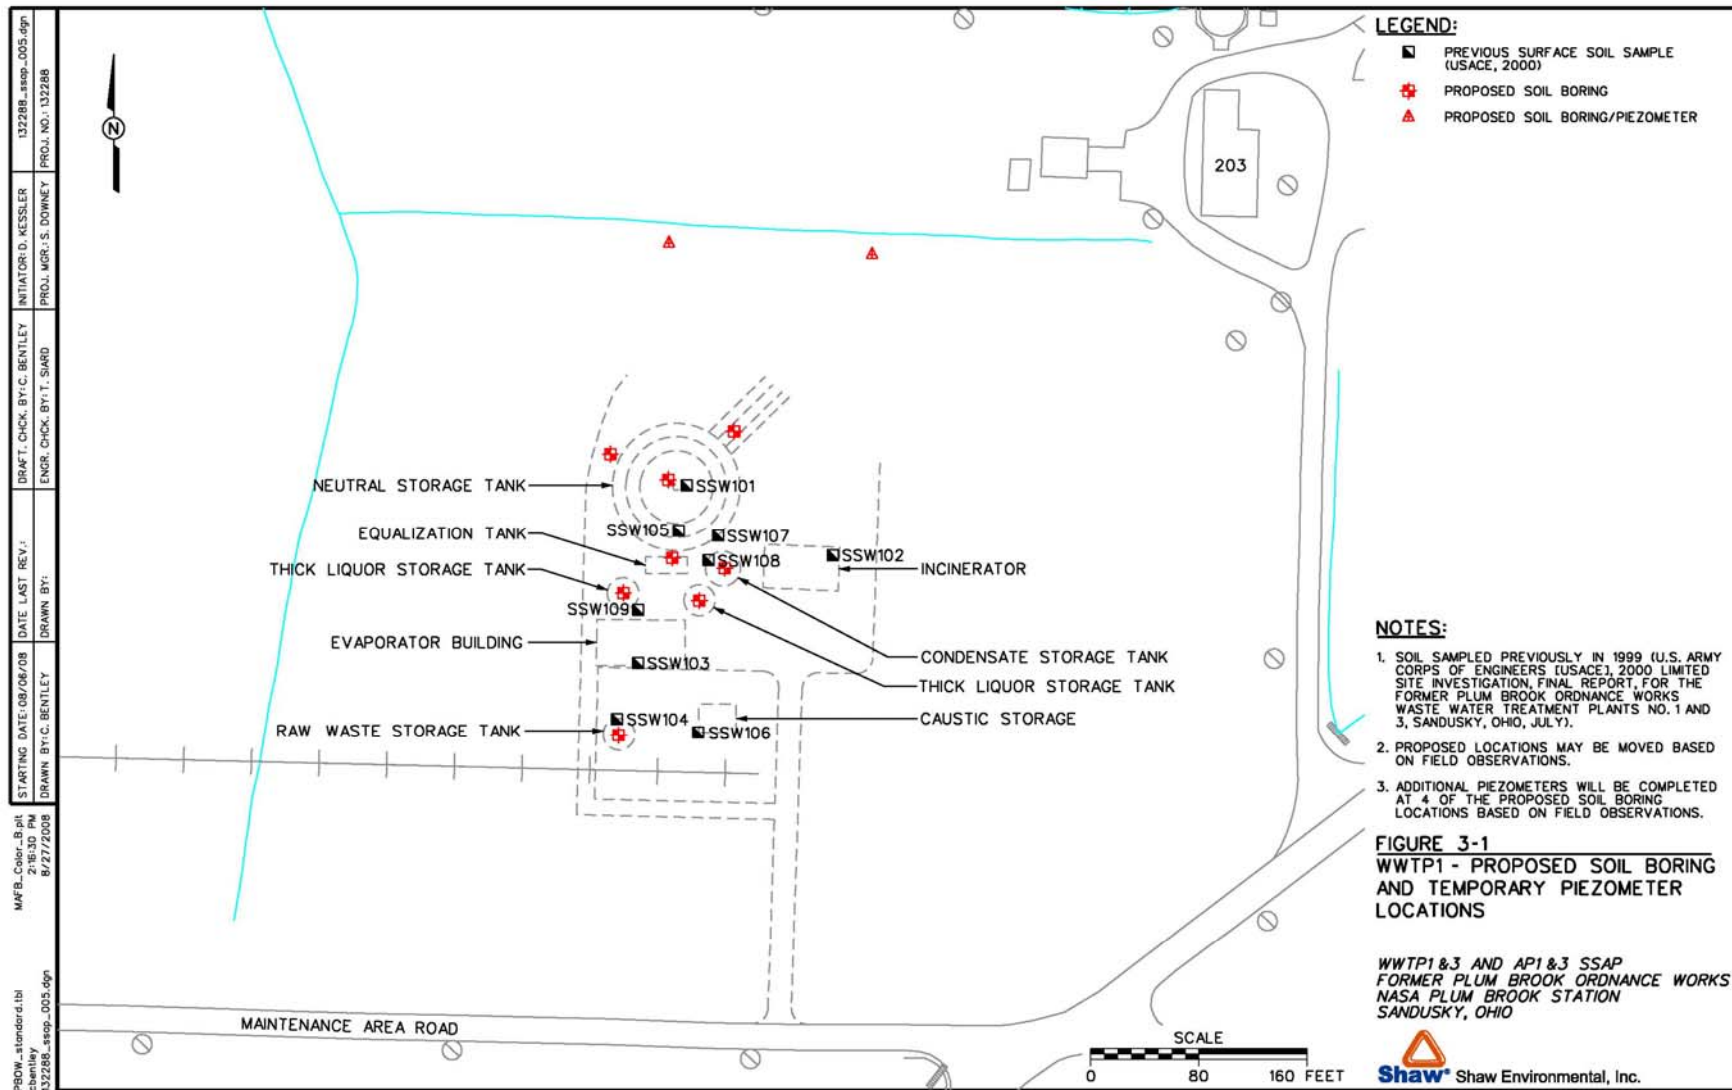 132288_ssap_005.dgn
PROJ. NO.: 132288
INITIATOR: D. KESSLER
PROJ. MGR.: S. DOWNEY
DRAFT. CHCK. BY: C. BENTLEY
ENGR. CHCK. BY: T. SIARD
DATE LAST REV.:
DRAWN BY:
STARTING DATE: 08/06/08
DRAWN BY: C. BENTLEY
MAFB_Color_B.plt
2:16:30 PM
8/27/2008
PBOW_standard.tbl
cbentley
132288_ssap_005.dgn
N
203
NEUTRAL STORAGE TANK
SSW101
EQUALIZATION TANK
SSW105
SSW107
SSW108
SSW102
THICK LIQUOR STORAGE TANK
INCINERATOR
SSW109
EVAPORATOR BUILDING
SSW103
CONDENSATE STORAGE TANK
THICK LIQUOR STORAGE TANK
SSW104
CAUSTIC STORAGE
RAW WASTE STORAGE TANK
SSW106
MAINTENANCE AREA ROAD
SCALE
0 80 160 FEET
LEGEND:
PREVIOUS SURFACE SOIL SAMPLE
(USACE, 2000)
PROPOSED SOIL BORING
PROPOSED SOIL BORING/PIEZOMETER
NOTES:
1. SOIL SAMPLED PREVIOUSLY IN 1999 (U.S. ARMY
CORPS OF ENGINEERS [USACE], 2000 LIMITED
SITE INVESTIGATION, FINAL REPORT, FOR THE
FORMER PLUM BROOK ORDNANCE WORKS
WASTE WATER TREATMENT PLANTS NO. 1 AND
3, SANDUSKY, OHIO, JULY).
2. PROPOSED LOCATIONS MAY BE MOVED BASED
ON FIELD OBSERVATIONS.
3. ADDITIONAL PIEZOMETERS WILL BE COMPLETED
AT 4 OF THE PROPOSED SOIL BORING
LOCATIONS BASED ON FIELD OBSERVATIONS.
FIGURE 3-1
WWTP1 - PROPOSED SOIL BORING
AND TEMPORARY PIEZOMETER
LOCATIONS
WWTP1 &3 AND AP1 &3 SSAP
FORMER PLUM BROOK ORDNANCE WORKS
NASA PLUM BROOK STATION
SANDUSKY, OHIO
Shaw® Shaw Environmental, Inc.